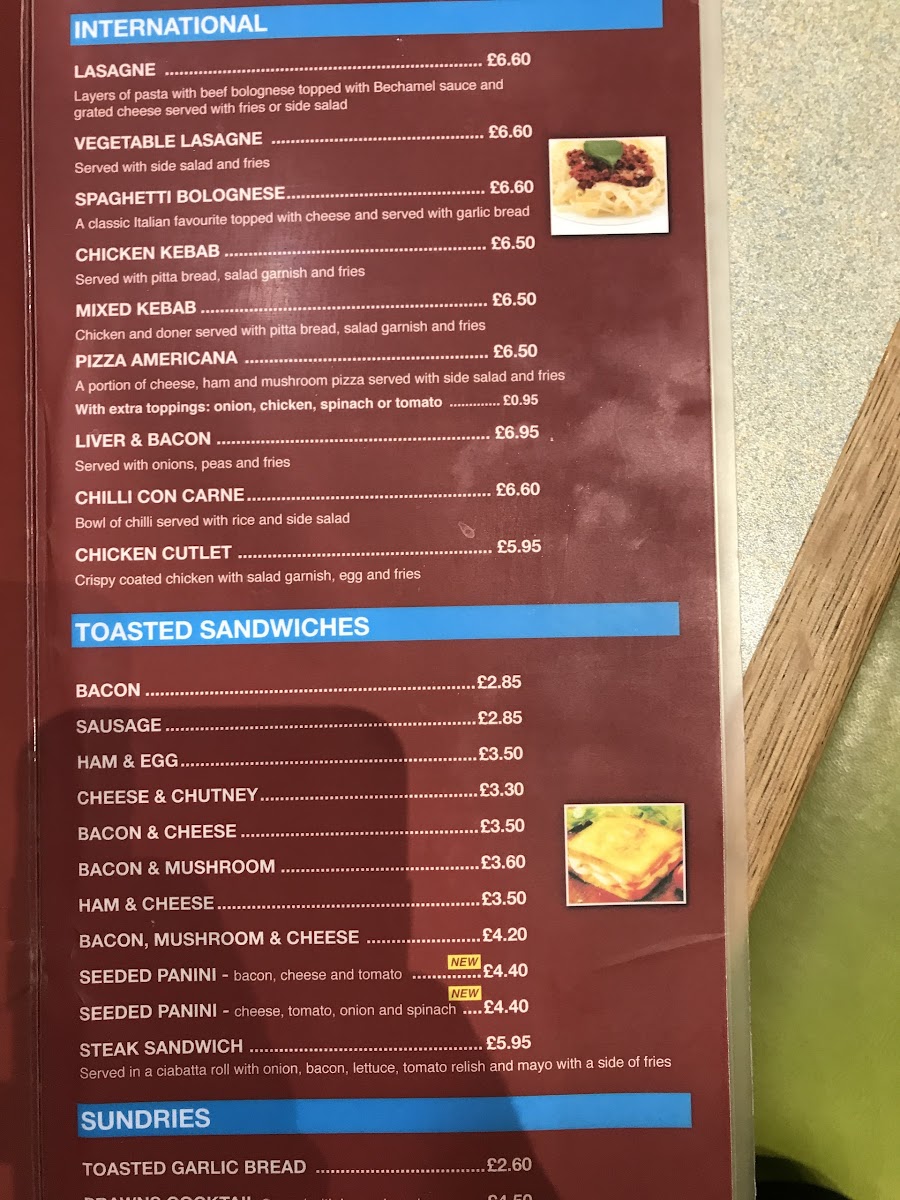 INTERNATIONAL
LASAGNE ........ £6.60
Layers of pasta with beef bolognese topped with Bechamel sauce and
grated cheese served with fries or side salad
VEGETABLE LASAGNE ........ £6.60
Served with side salad and fries
SPAGHETTI BOLOGNESE........ £6.60
A classic Italian favourite topped with cheese and served with garlic bread
CHICKEN KEBAB ........ £6.50
Served with pitta bread, salad garnish and fries
MIXED KEBAB ........ £6.50
Chicken and doner served with pitta bread, salad garnish and fries
PIZZA AMERICANA ........ £6.50
A portion of cheese, ham and mushroom pizza served with side salad and fries
With extra toppings: onion, chicken, spinach or tomato ........ £0.95
LIVER & BACON ........ £6.95
Served with onions, peas and fries
CHILLI CON CARNE........ £6.60
Bowl of chilli served with rice and side salad
CHICKEN CUTLET ........ £5.95
Crispy coated chicken with salad garnish, egg and fries
TOASTED SANDWICHES
BACON ........£2.85
SAUSAGE ........£2.85
HAM & EGG........£3.50
CHEESE & CHUTNEY........£3.30
BACON & CHEESE ........£3.50
BACON & MUSHROOM ........£3.60
HAM & CHEESE........£3.50
BACON, MUSHROOM & CHEESE ........£4.20
NEW
SEEDED PANINI - bacon, cheese and tomato ........£4.40
NEW
SEEDED PANINI - cheese, tomato, onion and spinach ....£4.40
STEAK SANDWICH ........ £5.95
Served in a ciabatta roll with onion, bacon, lettuce, tomato relish and mayo with a side of fries
SUNDRIES
TOASTED GARLIC BREAD ........£2.60
PRAWNS COCKTAIL £4.50